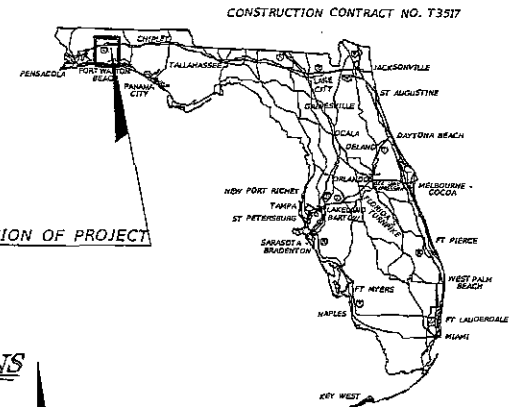 CONSTRUCTION CONTRACT NO. T3517
CHIPLEY
PENSACOLA
FORT WALTON
BEACH
TALLAHASSEE
PANAMA
CITY
LAKE
CITY
JACKSONVILLE
ST AUGUSTINE
GAINESVILLE
OCALA
DELAND
DAYTONA BEACH
ORLANDO
MELBOURNE -
COCOA
NEW PORT RICHEY
TAMPA
ST PETERSBURG
LAKELAND
BARTOW
FLORIDA
TURNPIKE
SARASOTA -
BRADENTON
FT PIERCE
WEST PALM
BEACH
FT MYERS
NAPLES
FT LAUDERDALE
MIAMI
KEY WEST
ION OF PROJECT
NS